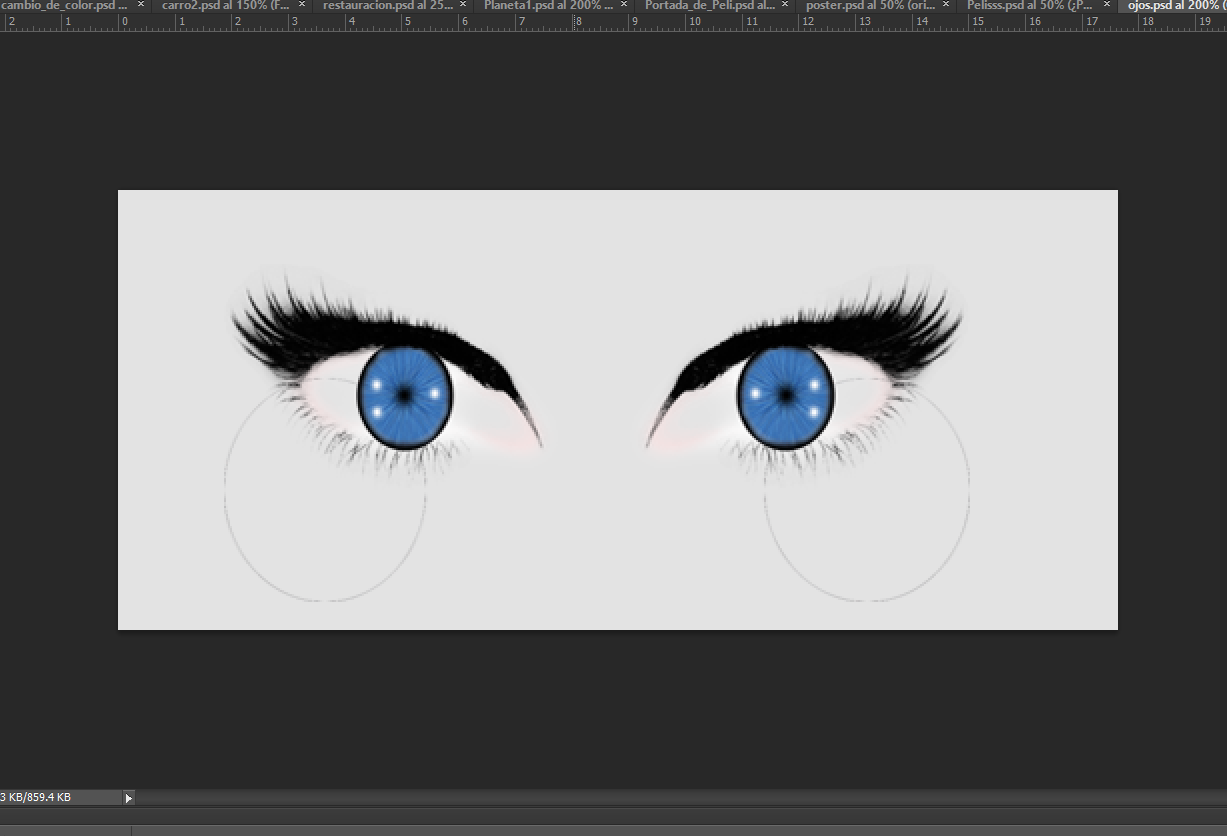 cambio_de_color.psd ... × carro2.psd al 150% (F... × restauracion.psd al 25... × Planeta1.psd al 200% ... × Portada_de_Peli.psd al... × poster.psd al 50% (ori... × Pelisss.psd al 50% (¿P... × ojos.psd al 200% (
2 1 0 1 2 3 4 5 6 7 8 9 10 11 12 13 14 15 16 17 18 19
3 KB/859.4 KB